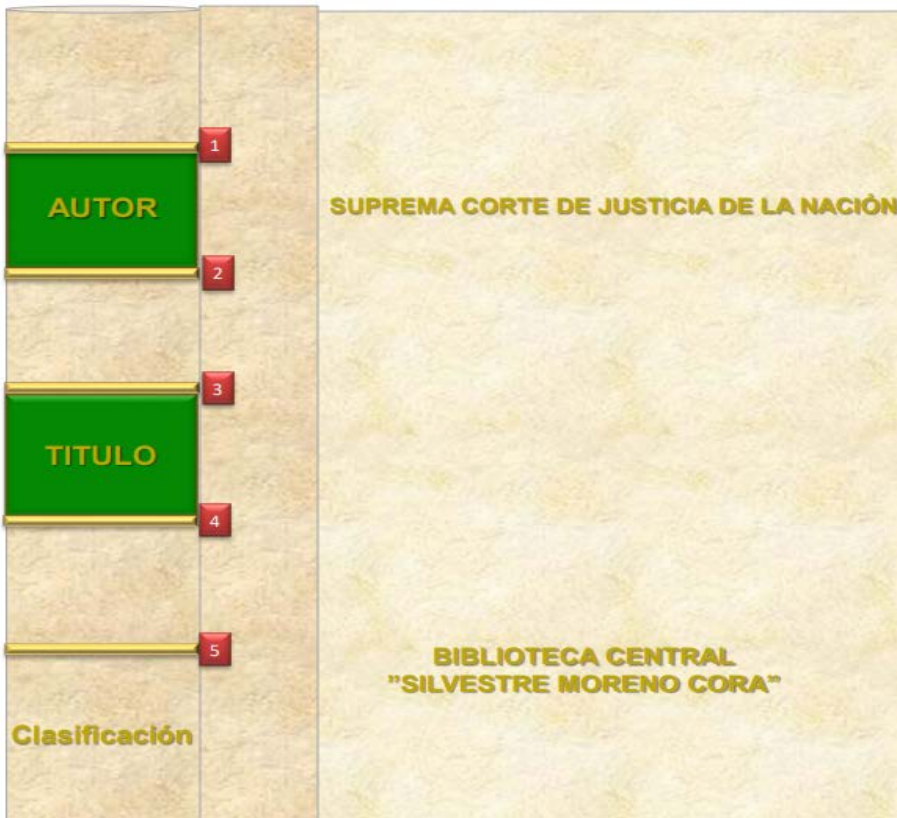 1
AUTOR
SUPREMA CORTE DE JUSTICIA DE LA NACIÓN
2
3
TITULO
4
5
BIBLIOTECA CENTRAL
”SILVESTRE MORENO CORA”
Clasificación